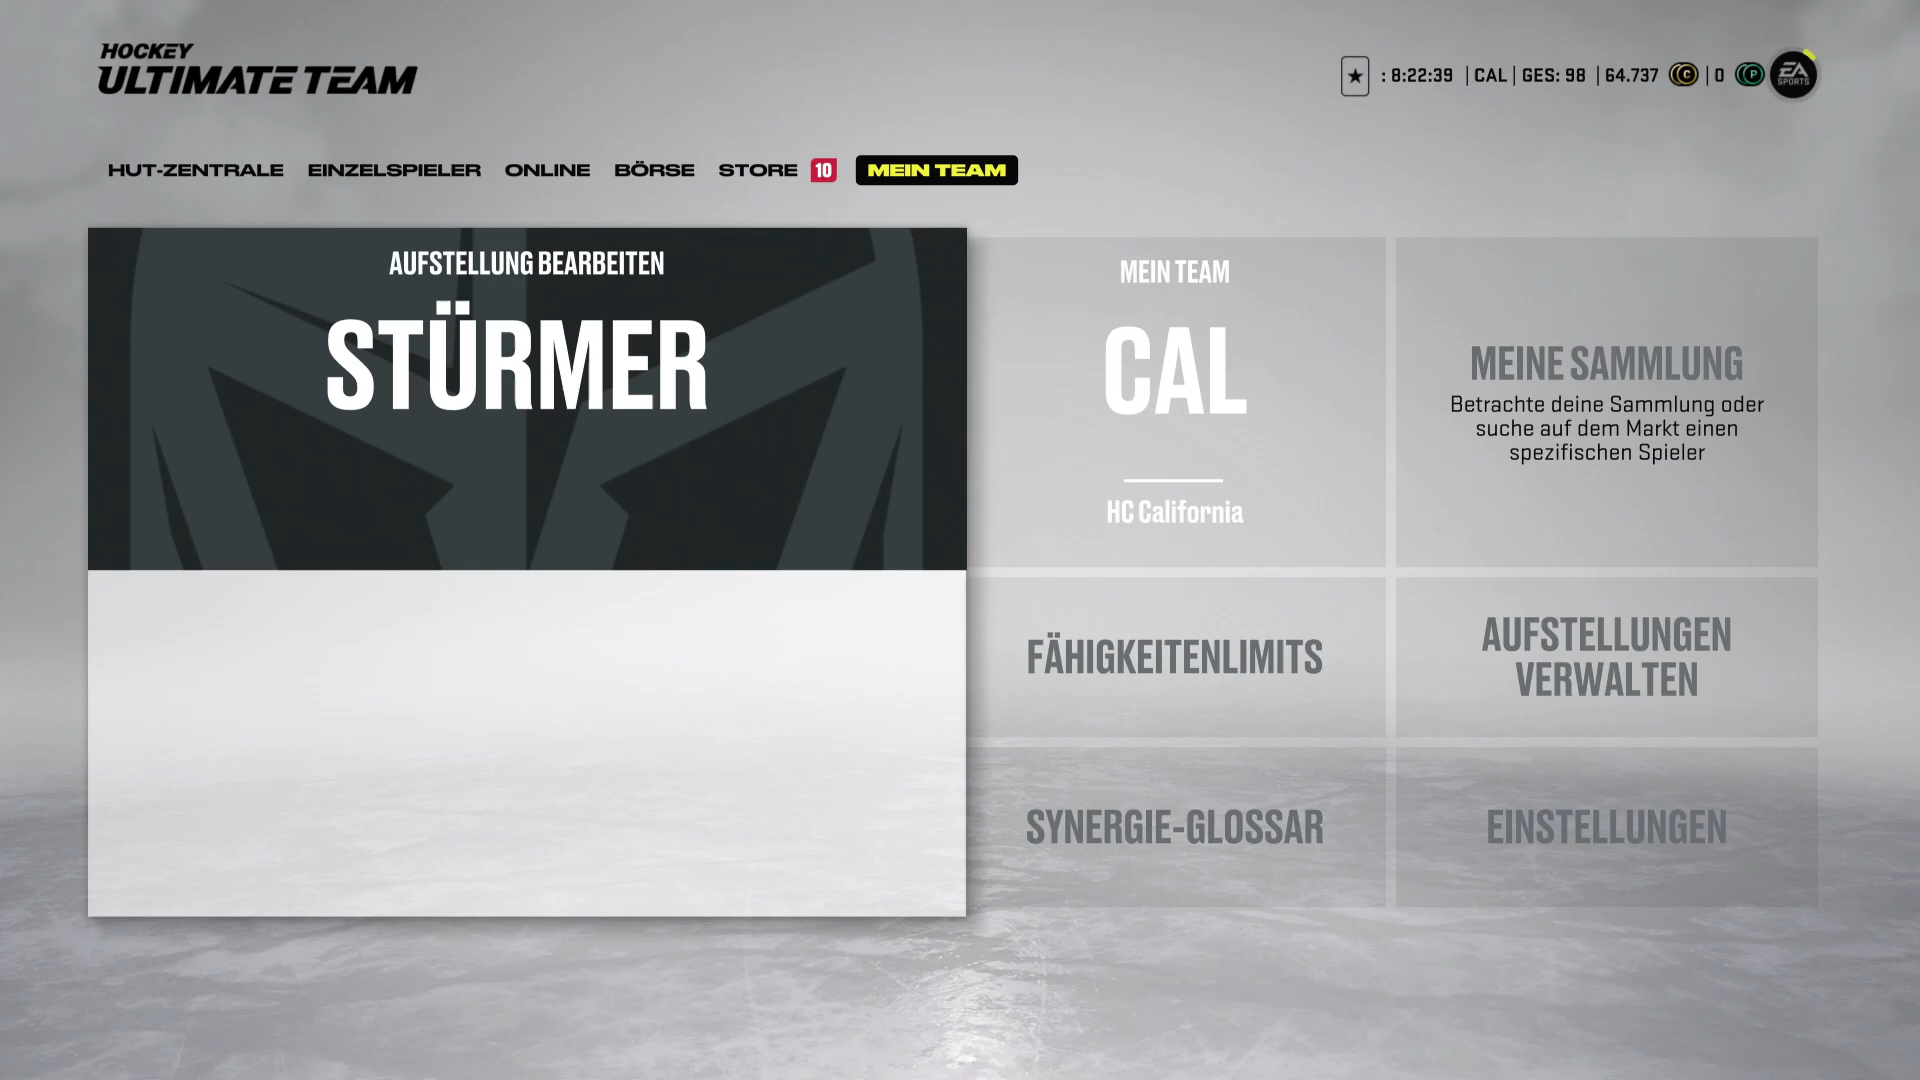 HOCKEY
ULTIMATE TEAM
★ : 8:22:39 | CAL | GES: 98 | 64.737 C | 0 P EA SPORTS
HUT-ZENTRALE EINZELSPIELER ONLINE BÖRSE STORE 10 MEIN TEAM
AUFSTELLUNG BEARBEITEN
STÜRMER
MEIN TEAM
CAL
HC California
MEINE SAMMLUNG
Betrachte deine Sammlung oder
suche auf dem Markt einen
spezifischen Spieler
FÄHIGKEITENLIMITS
AUFSTELLUNGEN
VERWALTEN
SYNERGIE-GLOSSAR
EINSTELLUNGEN